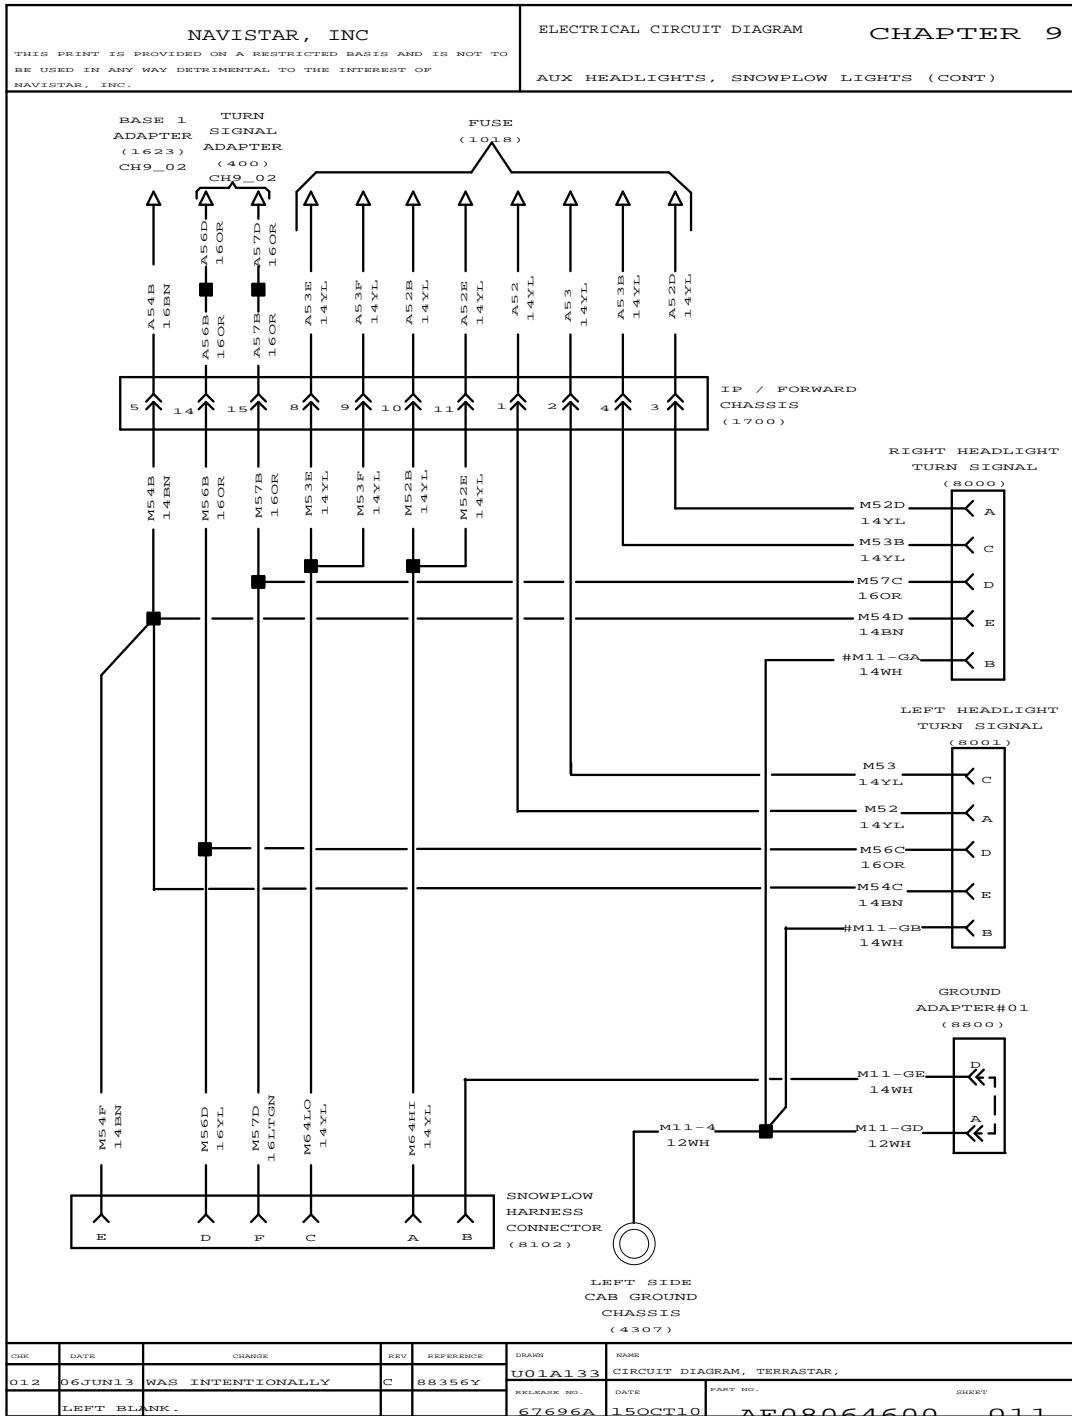 NAVISTAR, INC
THIS PRINT IS PROVIDED ON A RESTRICTED BASIS AND IS NOT TO
BE USED IN ANY WAY DETRIMENTAL TO THE INTEREST OF
NAVISTAR, INC.
ELECTRICAL CIRCUIT DIAGRAM
CHAPTER 9
AUX HEADLIGHTS, SNOWPLOW LIGHTS (CONT)
BASE 1
ADAPTER
(1623)
CH9_02
TURN
SIGNAL
ADAPTER
(400)
CH9_02
FUSE
(1018)
A56D
16OR
A57D
16OR
A54B
16BN
A56B
16OR
A57B
16OR
A53E
14YL
A53F
14YL
A52B
14YL
A52E
14YL
A52
14YL
A53
14YL
A53B
14YL
A52D
14YL
5
14
15
8
9
10
11
1
2
4
3
IP / FORWARD
CHASSIS
(1700)
M54B
14BN
M56B
16OR
M57B
16OR
M53E
14YL
M53F
14YL
M52B
14YL
M52E
14YL
RIGHT HEADLIGHT
TURN SIGNAL
(8000)
M52D
14YL
A
M53B
14YL
C
M57C
16OR
D
M54D
14BN
E
#M11-GA
14WH
B
LEFT HEADLIGHT
TURN SIGNAL
(8001)
M53
14YL
C
M52
14YL
A
M56C
16OR
D
M54C
14BN
E
#M11-GB
14WH
B
GROUND
ADAPTER#01
(8800)
M11-GE
14WH
D
M11-4
12WH
M11-GD
12WH
A
M54F
14BN
M56D
16YL
M57D
16LTGN
M64LO
14YL
M64HI
14YL
E
D
F
C
A
B
SNOWPLOW
HARNESS
CONNECTOR
(8102)
LEFT SIDE
CAB GROUND
CHASSIS
(4307)
CHK
DATE
CHANGE
REV
REFERENCE
012
06JUN13
WAS INTENTIONALLY
C
88356Y
LEFT BLANK.
DRAWN
U01A133
NAME
CIRCUIT DIAGRAM, TERRASTAR,
RELEASE NO.
67696A
DATE
15OCT10
PART NO.
AE08064600
SHEET
011